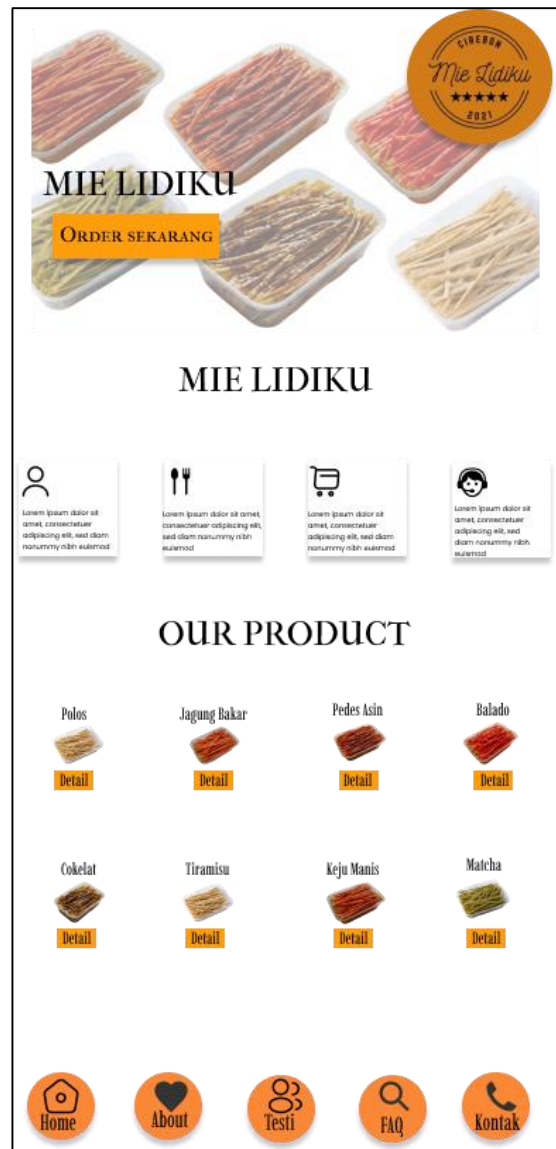 CIREBON
Mie Lidiku
2021
MIE LIDIKU
ORDER SEKARANG
MIE LIDIKU
Lorem ipsum dolor sit
amet, consectetuer
adipiscing elit, sed diam
nonummy nibh euismod
Lorem ipsum dolor sit amet,
consectetuer adipiscing elit,
sed diam nonummy nibh
euismod
Lorem ipsum dolor sit
amet, consectetuer
adipiscing elit, sed diam
nonummy nibh euismod
Lorem ipsum dolor sit
amet, consectetuer
adipiscing elit, sed
diam nonummy nibh
euismod
OUR PRODUCT
Polos
Jagung Bakar
Pedes Asin
Balado
Detail
Detail
Detail
Detail
Cokelat
Tiramisu
Keju Manis
Matcha
Detail
Detail
Detail
Detail
Home
About
Testi
FAQ
Kontak